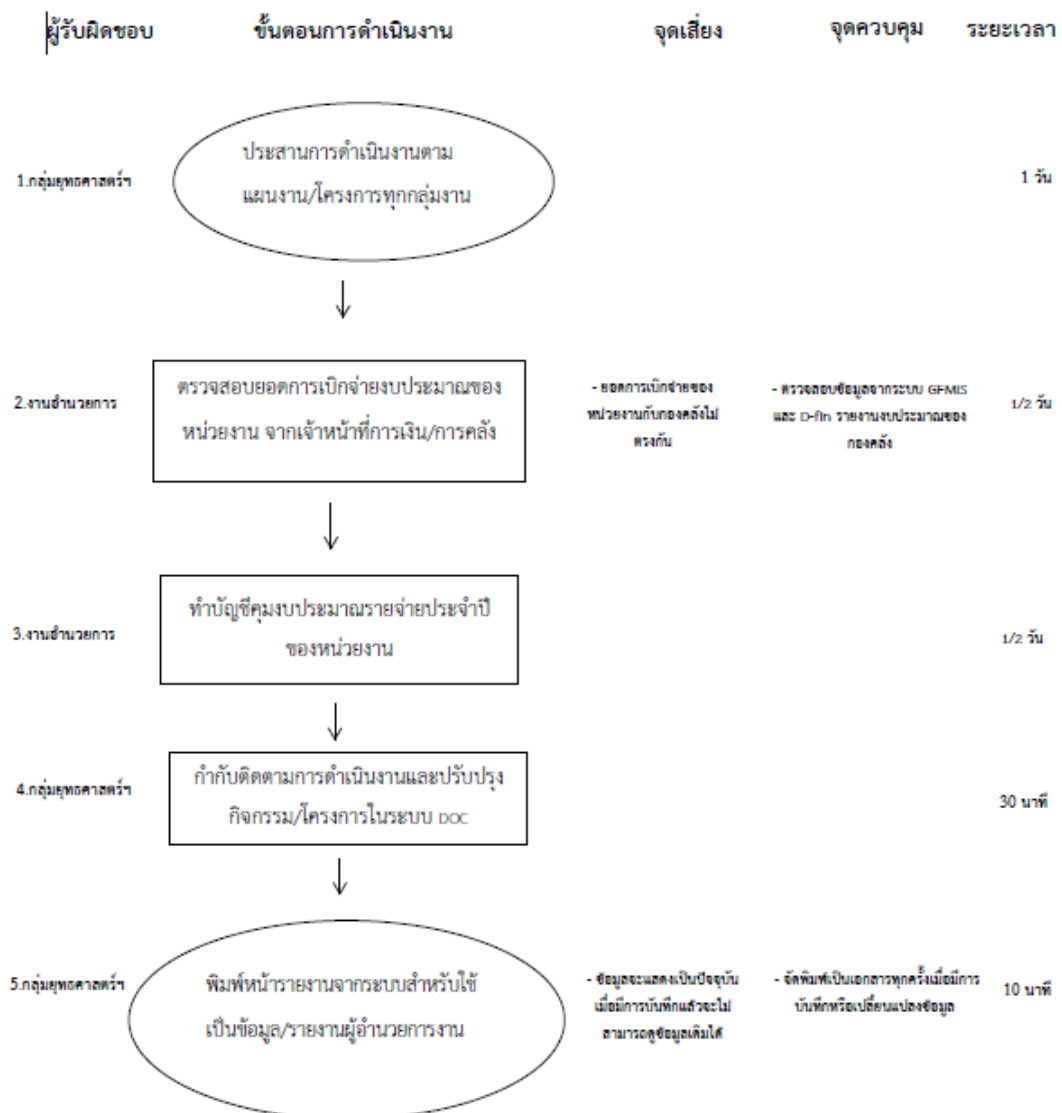 ผู้รับผิดชอบ ขั้นตอนการดำเนินงาน จุดเสี่ยง จุดควบคุม ระยะเวลา
1.กลุ่มยุทธศาสตร์ฯ
ประสานการดำเนินงานตาม
แผนงาน/โครงการทุกกลุ่มงาน
1 วัน
2.งานอำนวยการ
ตรวจสอบยอดการเบิกจ่ายงบประมาณของ
หน่วยงาน จากเจ้าหน้าที่การเงิน/การคลัง
- ยอดการเบิกจ่ายของ
หน่วยงานกับกองคลังไม่
ตรงกัน
- ตรวจสอบข้อมูลจากระบบ GFMIS
และ D-fin รายงานงบประมาณของ
กองคลัง
1/2 วัน
3.งานอำนวยการ
ทำบัญชีคุมงบประมาณรายจ่ายประจำปี
ของหน่วยงาน
1/2 วัน
4.กลุ่มยุทธศาสตร์ฯ
กำกับติดตามการดำเนินงานและปรับปรุง
กิจกรรม/โครงการในระบบ DOC
30 นาที
5.กลุ่มยุทธศาสตร์ฯ
พิมพ์หน้ารายงานจากระบบสำหรับใช้
เป็นข้อมูล/รายงานผู้อำนวยการงาน
- ข้อมูลจะแสดงเป็นปัจจุบัน
เมื่อมีการบันทึกแล้วจะไม่
สามารถดูข้อมูลเดิมได้
- จัดพิมพ์เป็นเอกสารทุกครั้งเมื่อมีการ
บันทึกหรือเปลี่ยนแปลงข้อมูล
10 นาที